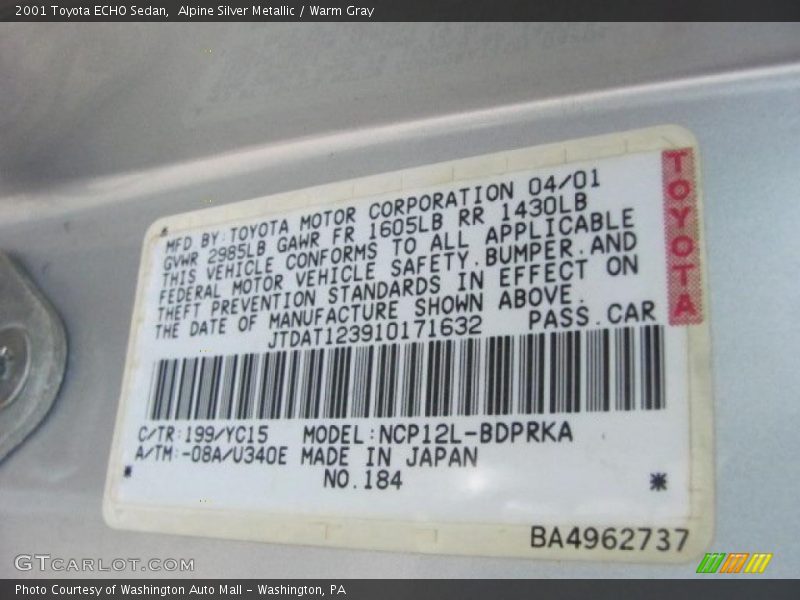 2001 Toyota ECHO Sedan, Alpine Silver Metallic / Warm Gray
MFD BY:TOYOTA MOTOR CORPORATION 04/01
GVWR 2985LB GAWR FR 1605LB RR 1430LB
THIS VEHICLE CONFORMS TO ALL APPLICABLE
FEDERAL MOTOR VEHICLE SAFETY.BUMPER.AND
THEFT PREVENTION STANDARDS IN EFFECT ON
THE DATE OF MANUFACTURE SHOWN ABOVE.
JTDAT123910171632 PASS.CAR
TOYOTA
C/TR:199/YC15 MODEL:NCP12L-BDPRKA
A/TM:-08A/U340E MADE IN JAPAN
* NO.184 *
BA4962737
GTCARLOT.COM
Photo Courtesy of Washington Auto Mall - Washington, PA